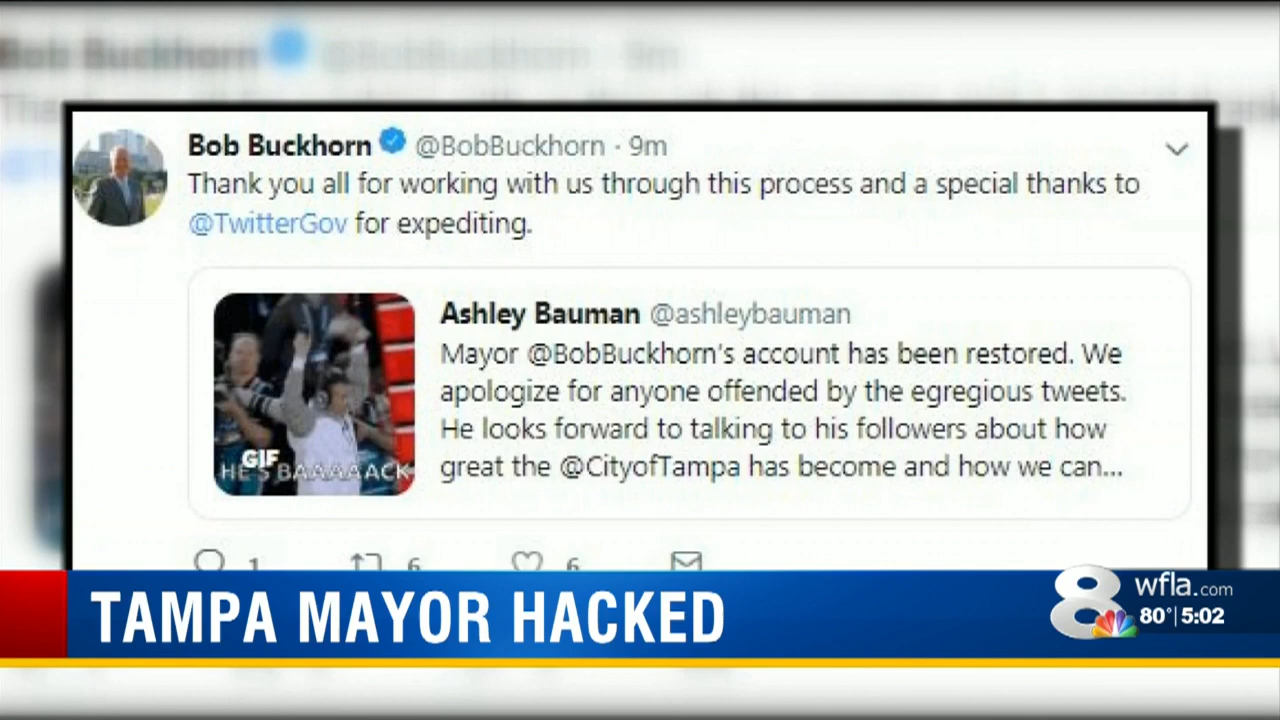 Bob Buckhorn @BobBuckhorn · 9m
Thank you all for working with us through this process and a special thanks to
@TwitterGov for expediting.
Ashley Bauman @ashleybauman
Mayor @BobBuckhorn's account has been restored. We
apologize for anyone offended by the egregious tweets.
He looks forward to talking to his followers about how
great the @CityofTampa has become and how we can...
GIF
HE'S BAAAAACK
1 6 6
TAMPA MAYOR HACKED
8 wfla.com
80° | 5:02